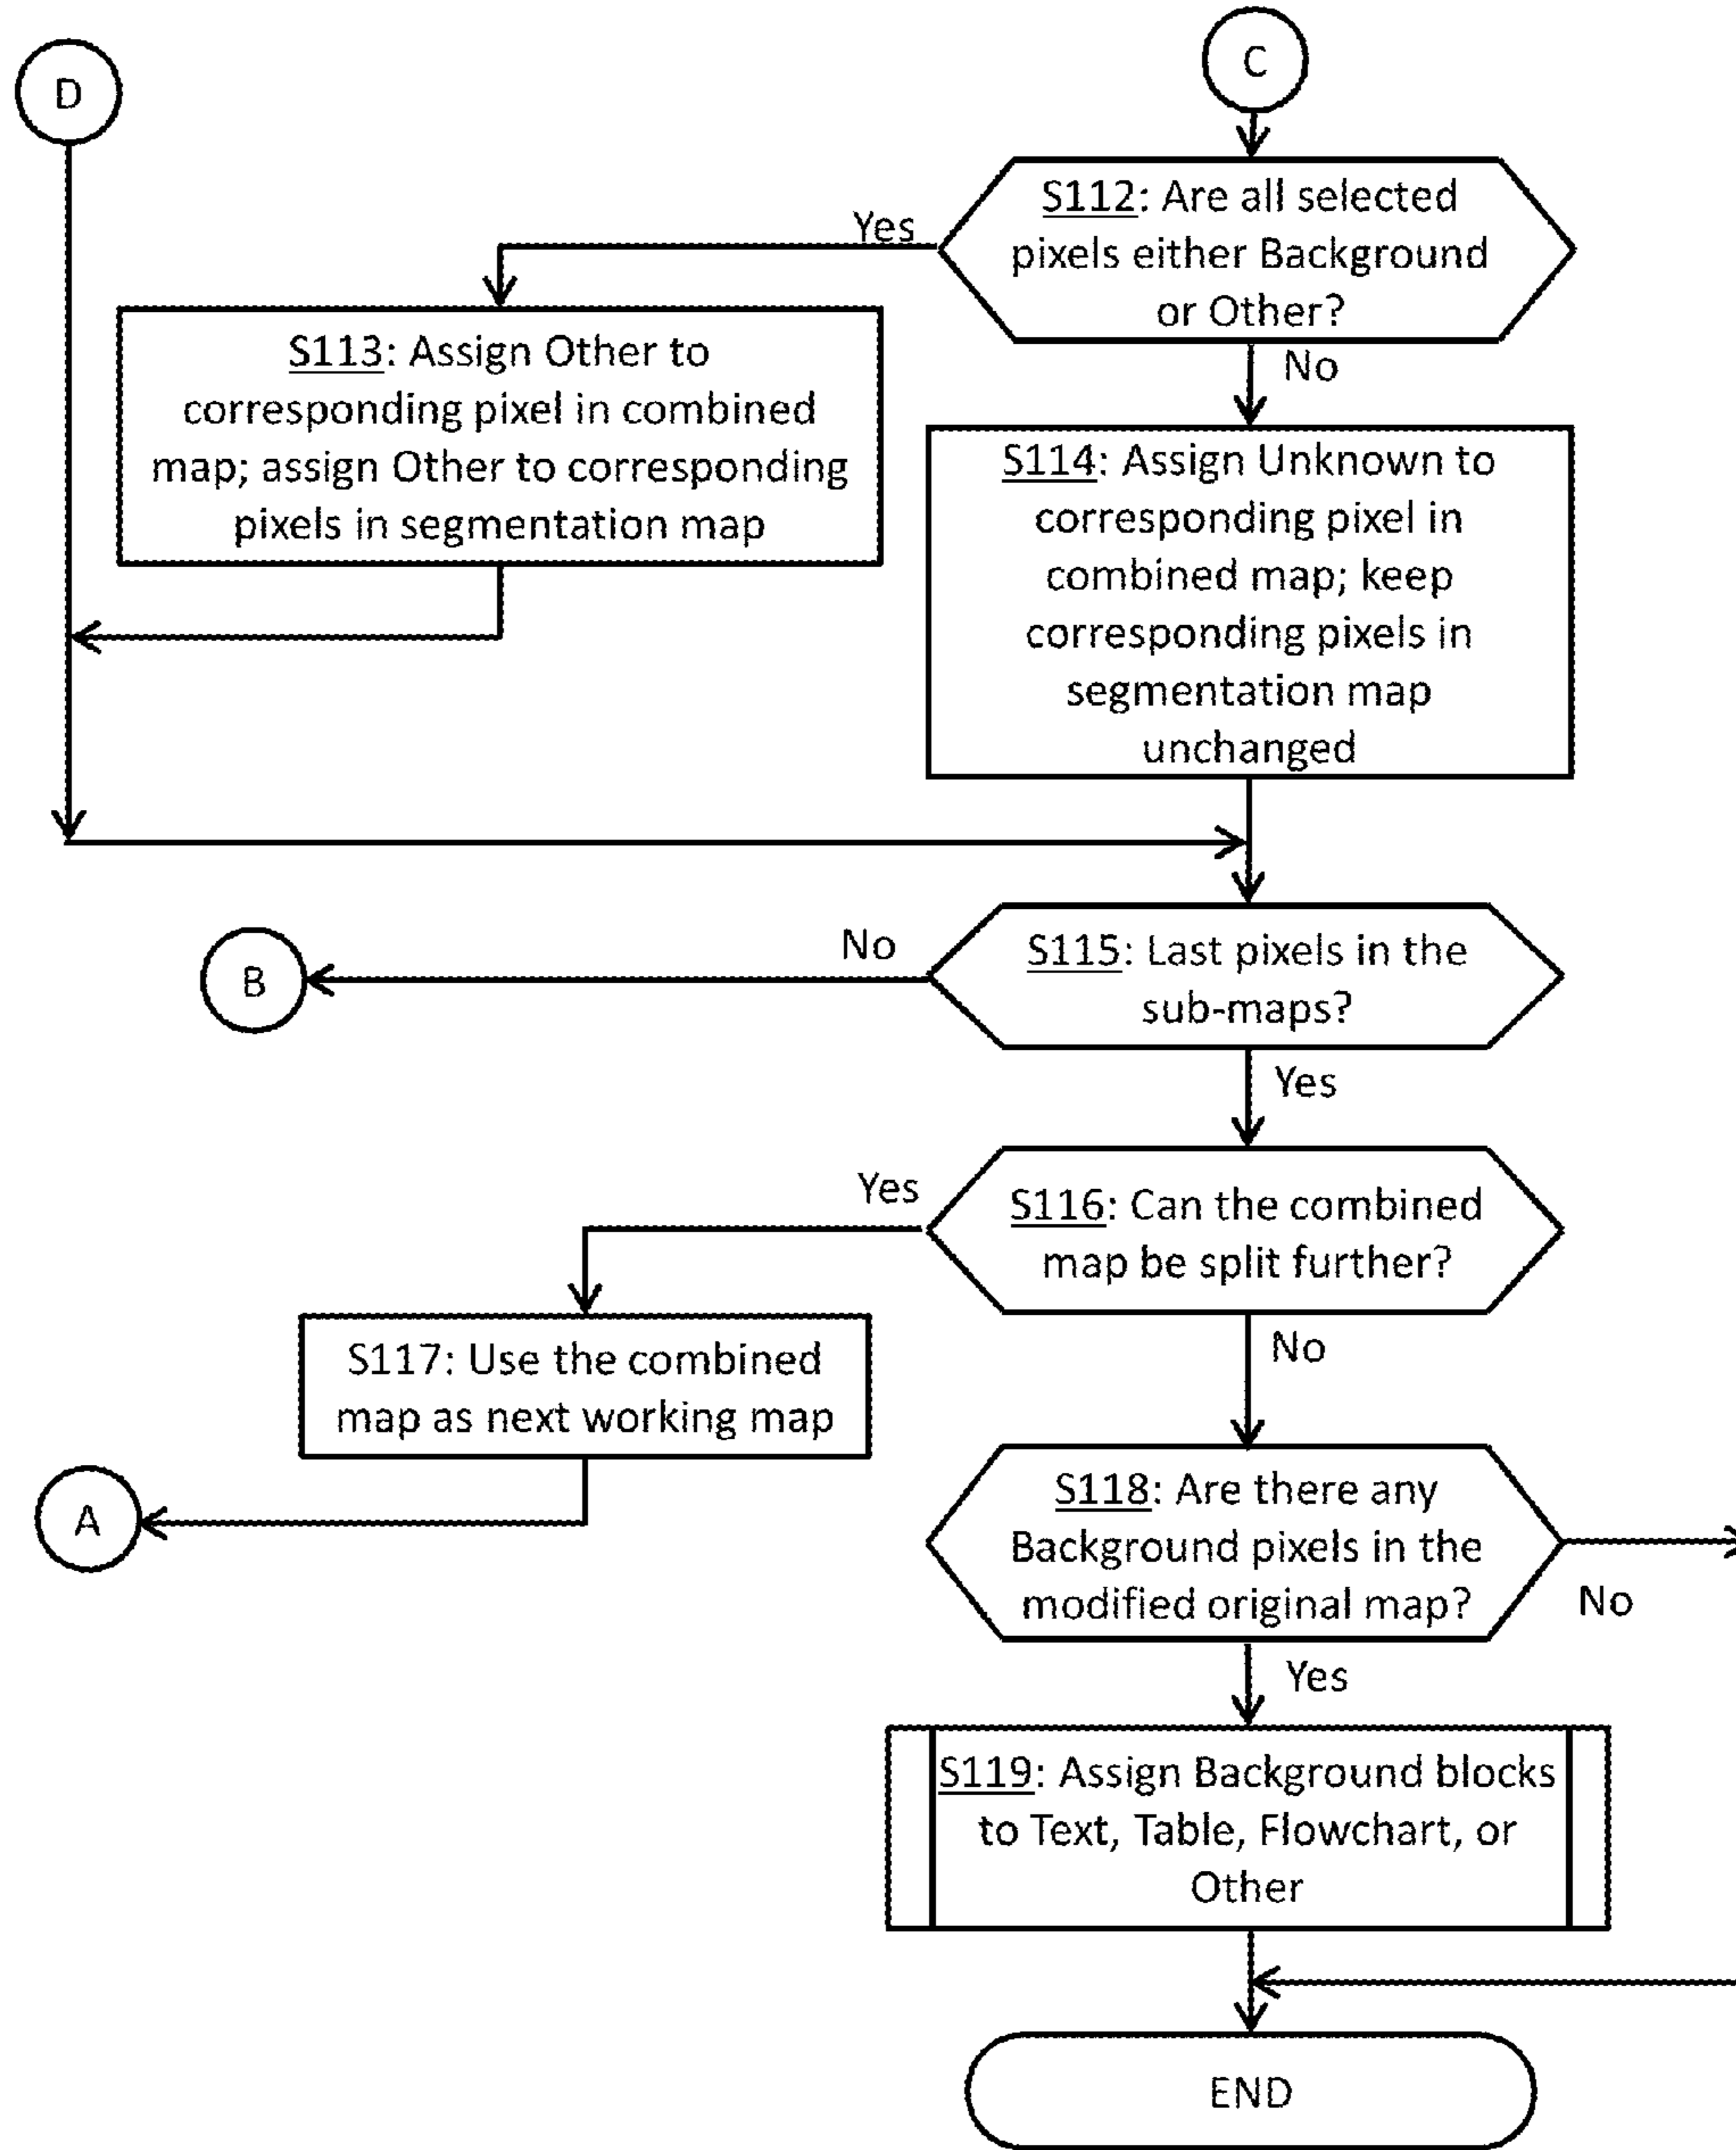 D
C
S112: Are all selected
pixels either Background
or Other?
Yes
No
S113: Assign Other to
corresponding pixel in combined
map; assign Other to corresponding
pixels in segmentation map
S114: Assign Unknown to
corresponding pixel in
combined map; keep
corresponding pixels in
segmentation map
unchanged
S115: Last pixels in the
sub-maps?
No
B
Yes
S116: Can the combined
map be split further?
Yes
No
S117: Use the combined
map as next working map
A
S118: Are there any
Background pixels in the
modified original map?
No
Yes
S119: Assign Background blocks
to Text, Table, Flowchart, or
Other
END